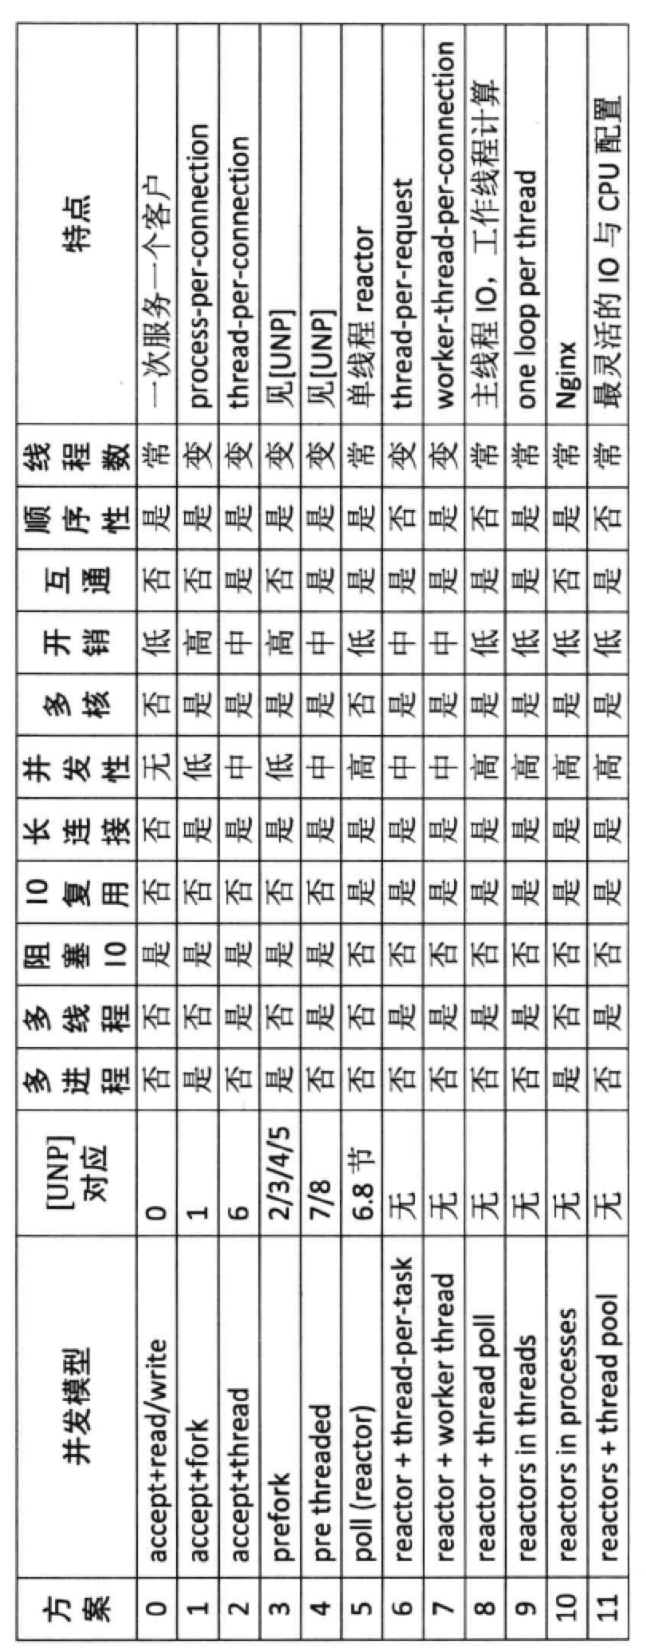 方案 并发模型 [UNP]对应 多进程 多线程 阻塞IO IO复用 长连接 并发性 多核 开销 互通 顺序性 线程数 特点
0 accept+read/write 0 否 否 是 否 否 无 否 低 否 是 常 一次服务一个客户
1 accept+fork 1 是 否 是 否 是 低 是 高 否 是 变 process-per-connection
2 accept+thread 6 否 是 是 否 是 中 是 中 是 是 变 thread-per-connection
3 prefork 2/3/4/5 是 否 是 否 是 低 是 高 否 是 变 见[UNP]
4 pre threaded 7/8 否 是 是 否 是 中 是 中 是 是 变 见[UNP]
5 poll (reactor) 6.8 节 否 否 否 是 是 高 否 低 是 是 常 单线程 reactor
6 reactor + thread-per-task 无 否 是 否 是 是 中 是 中 是 否 变 thread-per-request
7 reactor + worker thread 无 否 是 否 是 是 中 是 中 是 是 变 worker-thread-per-connection
8 reactor + thread poll 无 否 是 否 是 是 高 是 低 是 否 常 主线程 IO，工作线程计算
9 reactors in threads 无 否 是 否 是 是 高 是 低 是 是 常 one loop per thread
10 reactors in processes 无 是 否 否 是 是 高 是 低 否 是 常 Nginx
11 reactors + thread pool 无 否 是 否 是 是 高 是 低 是 否 常 最灵活的 IO 与 CPU 配置